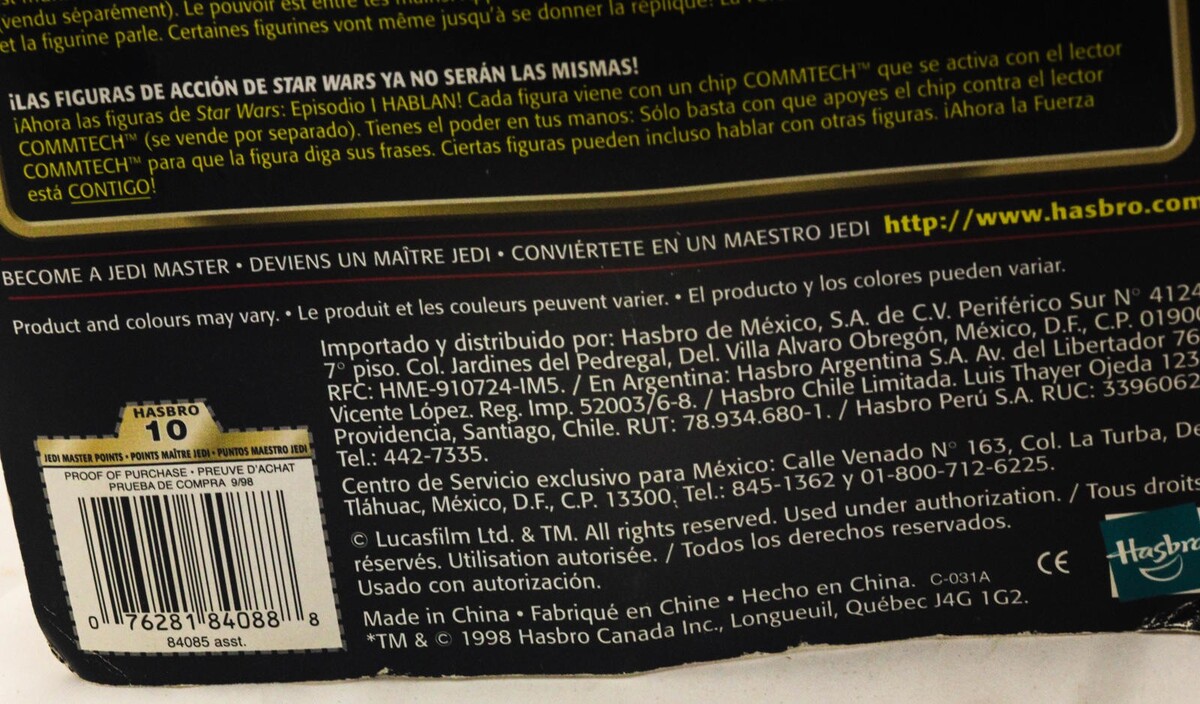 (vendu séparément). Le pouvoir est entre
et la figurine parle. Certaines figurines vont même jusqu'à se donner la réplique!
¡LAS FIGURAS DE ACCIÓN DE STAR WARS YA NO SERÁN LAS MISMAS!
¡Ahora las figuras de Star Wars: Episodio I HABLAN! Cada figura viene con un chip COMMTECH™ que se activa con el lector
COMMTECH™ (se vende por separado). Tienes el poder en tus manos: Sólo basta con que apoyes el chip contra el lector
COMMTECH™ para que la figura diga sus frases. Ciertas figuras pueden incluso hablar con otras figuras. ¡Ahora la Fuerza
está CONTIGO!
BECOME A JEDI MASTER • DEVIENS UN MAÎTRE JEDI • CONVIÉRTETE EN UN MAESTRO JEDI http://www.hasbro.com
Product and colours may vary. • Le produit et les couleurs peuvent varier. • El producto y los colores pueden variar.
Importado y distribuido por: Hasbro de México, S.A. de C.V. Periférico Sur N° 4124
7° piso. Col. Jardines del Pedregal, Del. Villa Alvaro Obregón, México, D.F., C.P. 01900
RFC: HME-910724-IM5. / En Argentina: Hasbro Argentina S.A. Av. del Libertador 76
Vicente López. Reg. Imp. 52003/6-8. / Hasbro Chile Limitada. Luis Thayer Ojeda 123
Providencia, Santiago, Chile. RUT: 78.934.680-1. / Hasbro Perú S.A. RUC: 3396062
Tel.: 442-7335.
Centro de Servicio exclusivo para México: Calle Venado N° 163, Col. La Turba, De
Tláhuac, México, D.F., C.P. 13300, Tel.: 845-1362 y 01-800-712-6225.
© Lucasfilm Ltd. & TM. All rights reserved. Used under authorization. / Tous droits
réservés. Utilisation autorisée. / Todos los derechos reservados.
Usado con autorización.
Made in China • Fabriqué en Chine • Hecho en China. C-031A
*TM & © 1998 Hasbro Canada Inc., Longueuil, Québec J4G 1G2.
CE
Hasbro
HASBRO
10
JEDI MASTER POINTS • POINTS MAÎTRE JEDI • PUNTOS MAESTRO JEDI
PROOF OF PURCHASE • PREUVE D'ACHAT
PRUEBA DE COMPRA 9/98
0 76281 84088 8
84085 asst.